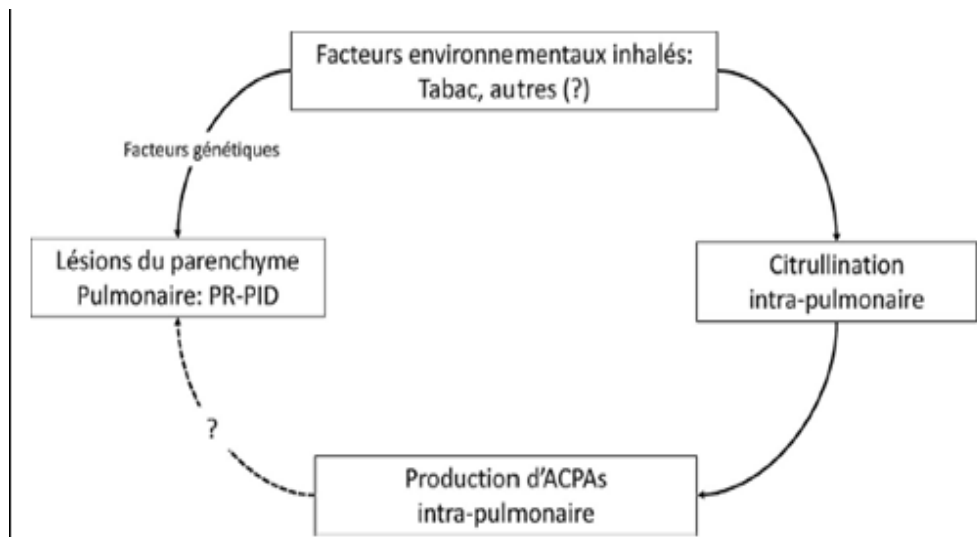 Facteurs environnementaux inhalés:
Tabac, autres (?)
Facteurs génétiques
Lésions du parenchyme
Pulmonaire: PR-PID
Citrullination
intra-pulmonaire
?
Production d'ACPAs
intra-pulmonaire